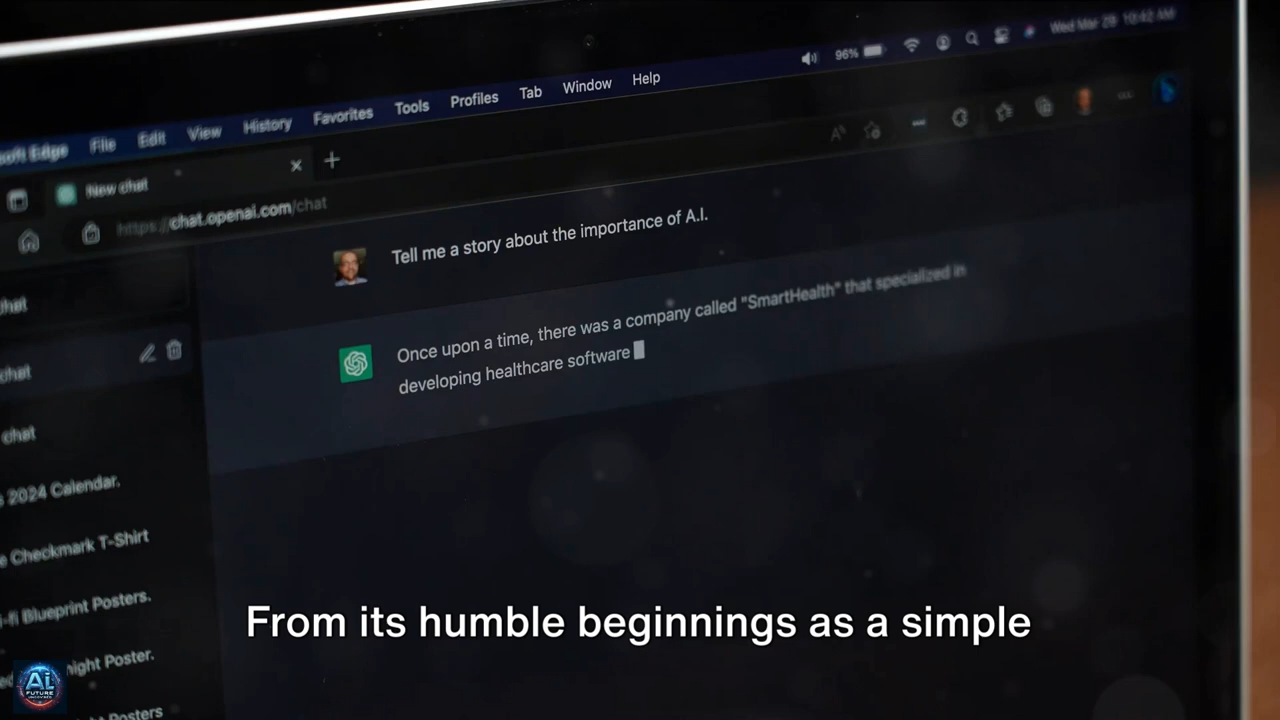 File Edit View History Favorites Tools Profiles Tab Window Help
96%
Wed Mar 29 10:42 AM
New chat
https://chat.openai.com/chat
Tell me a story about the importance of A.I.
Once upon a time, there was a company called "SmartHealth" that specialized in
developing healthcare software
chat
chat
2024 Calendar.
Checkmark T-Shirt
Blueprint Posters.
Poster.
Posters
From its humble beginnings as a simple
Ai
FUTURE